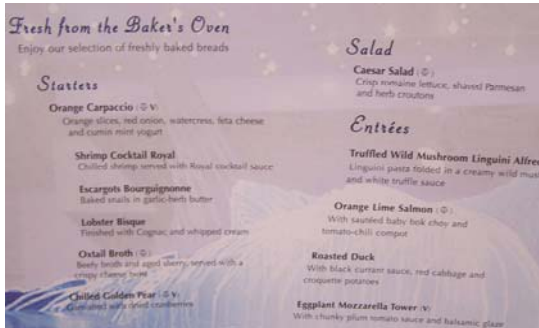 Fresh from the Baker's Oven
Enjoy our selection of freshly baked breads
Starters
Orange Carpaccio ( V)
Orange slices, red onion, watercress, feta cheese
and cumin mint yogurt
Shrimp Cocktail Royal
Chilled shrimp served with Royal cocktail sauce
Escargots Bourguignonne
Baked snails in garlic-herb butter
Lobster Bisque
Finished with Cognac and whipped cream
Oxtail Broth ( )
Beefy broth and aged sherry, served with a
crispy cheese twist
Chilled Golden Pear ( V)
Garnished with dried cranberries
Salad
Caesar Salad ( )
Crisp romaine lettuce, shaved Parmesan
and herb croutons
Entrées
Truffled Wild Mushroom Linguini Alfre
Linguini pasta folded in a creamy wild mus
and white truffle sauce
Orange Lime Salmon ( )
With sautéed baby bok choy and
tomato-chili compot
Roasted Duck
With black currant sauce, red cabbage and
croquette potatoes
Eggplant Mozzarella Tower (V)
With chunky plum tomato sauce and balsamic glaze